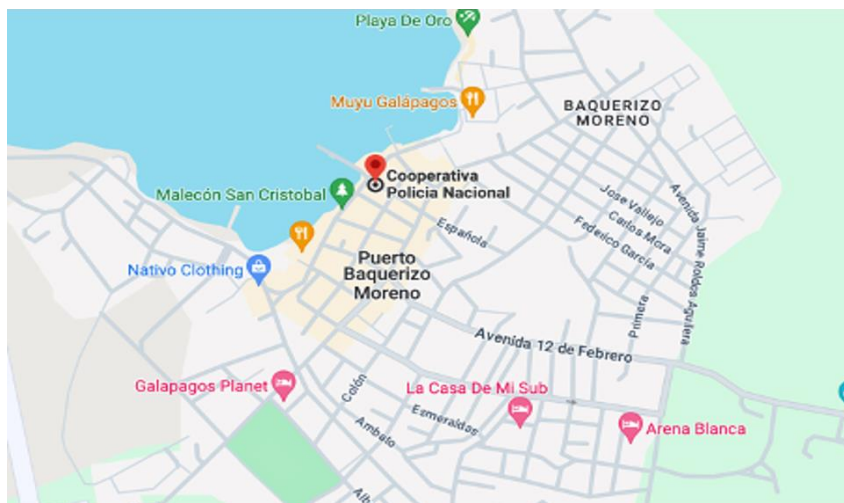 Playa De Oro
Muyu Galápagos
BAQUERIZO
MORENO
Cooperativa
Policia Nacional
Malecón San Cristobal
Jose Vallejo
Carlos Mora
Federico García
Avenida Jaime Roldos Aguilera
Española
Puerto
Baquerizo
Moreno
Nativo Clothing
Primera
Avenida 12 de Febrero
Galapagos Planet
Colón
La Casa De Mi Sub
Esmeraldas
Ambato
Arena Blanca